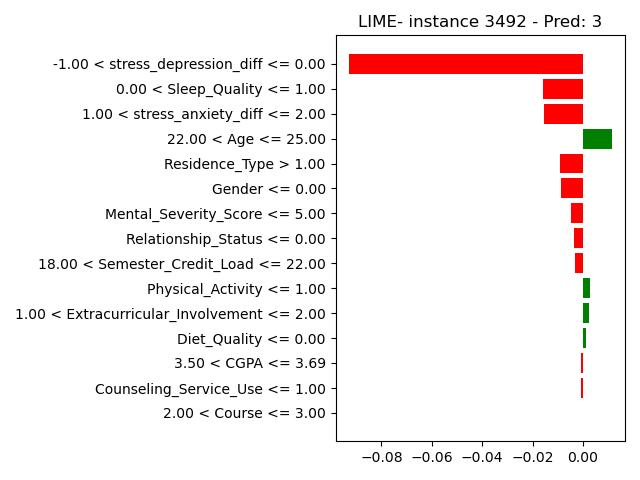 LIME- instance 3492 - Pred: 3
-1.00 < stress_depression_diff <= 0.00
0.00 < Sleep_Quality <= 1.00
1.00 < stress_anxiety_diff <= 2.00
22.00 < Age <= 25.00
Residence_Type > 1.00
Gender <= 0.00
Mental_Severity_Score <= 5.00
Relationship_Status <= 0.00
18.00 < Semester_Credit_Load <= 22.00
Physical_Activity <= 1.00
1.00 < Extracurricular_Involvement <= 2.00
Diet_Quality <= 0.00
3.50 < CGPA <= 3.69
Counseling_Service_Use <= 1.00
2.00 < Course <= 3.00
−0.08 −0.06 −0.04 −0.02 0.00